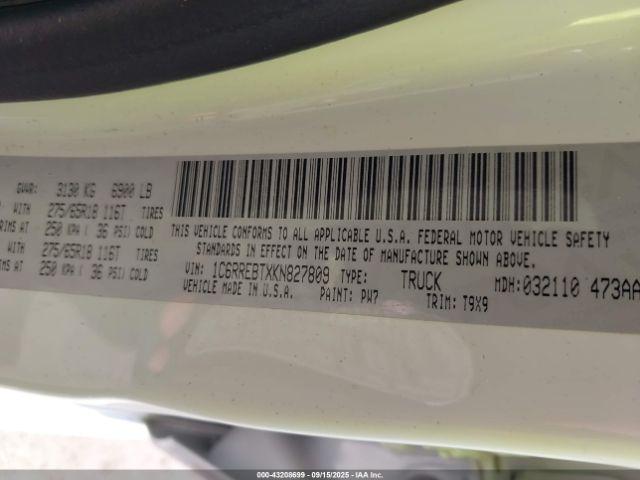 GVWR: 3130 KG 6900 LB
WITH 275/65R18 116T TIRES
RIMS AT 250 KPA ( 36 PSI) COLD
WITH 275/65R18 116T TIRES
RIMS AT 250 KPA ( 36 PSI) COLD
THIS VEHICLE CONFORMS TO ALL APPLICABLE U.S.A. FEDERAL MOTOR VEHICLE SAFETY
STANDARDS IN EFFECT ON THE DATE OF MANUFACTURE SHOWN ABOVE.
VIN: 1C6RREBTXKN827809 TYPE: TRUCK MDH: 032110 473AA
VEHICLE MADE IN U.S.A. PAINT: PW7 TRIM: T9X9
000-43208699 - 09/15/2025 - IAA Inc.